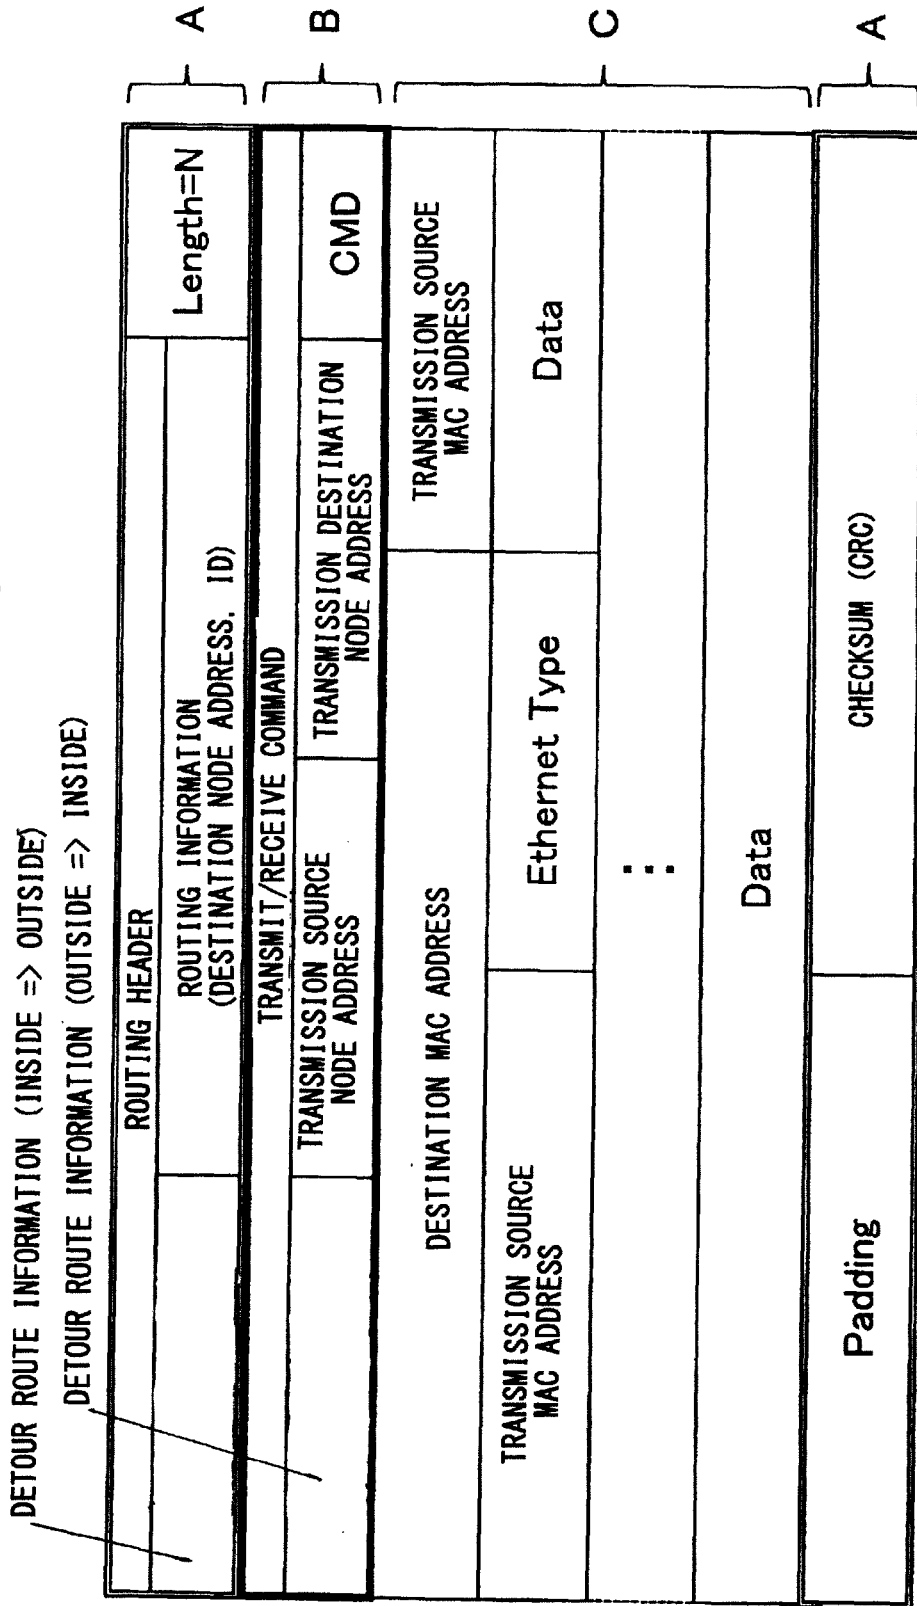 DETOUR ROUTE INFORMATION (INSIDE => OUTSIDE)
DETOUR ROUTE INFORMATION (OUTSIDE => INSIDE)
ROUTING HEADER
ROUTING INFORMATION
(DESTINATION NODE ADDRESS, ID)
Length=N
A
TRANSMIT/RECEIVE COMMAND
TRANSMISSION SOURCE
NODE ADDRESS
TRANSMISSION DESTINATION
NODE ADDRESS
CMD
B
DESTINATION MAC ADDRESS
TRANSMISSION SOURCE
MAC ADDRESS
TRANSMISSION SOURCE
MAC ADDRESS
Ethernet Type
Data
...
Data
C
Padding
CHECKSUM (CRC)
A